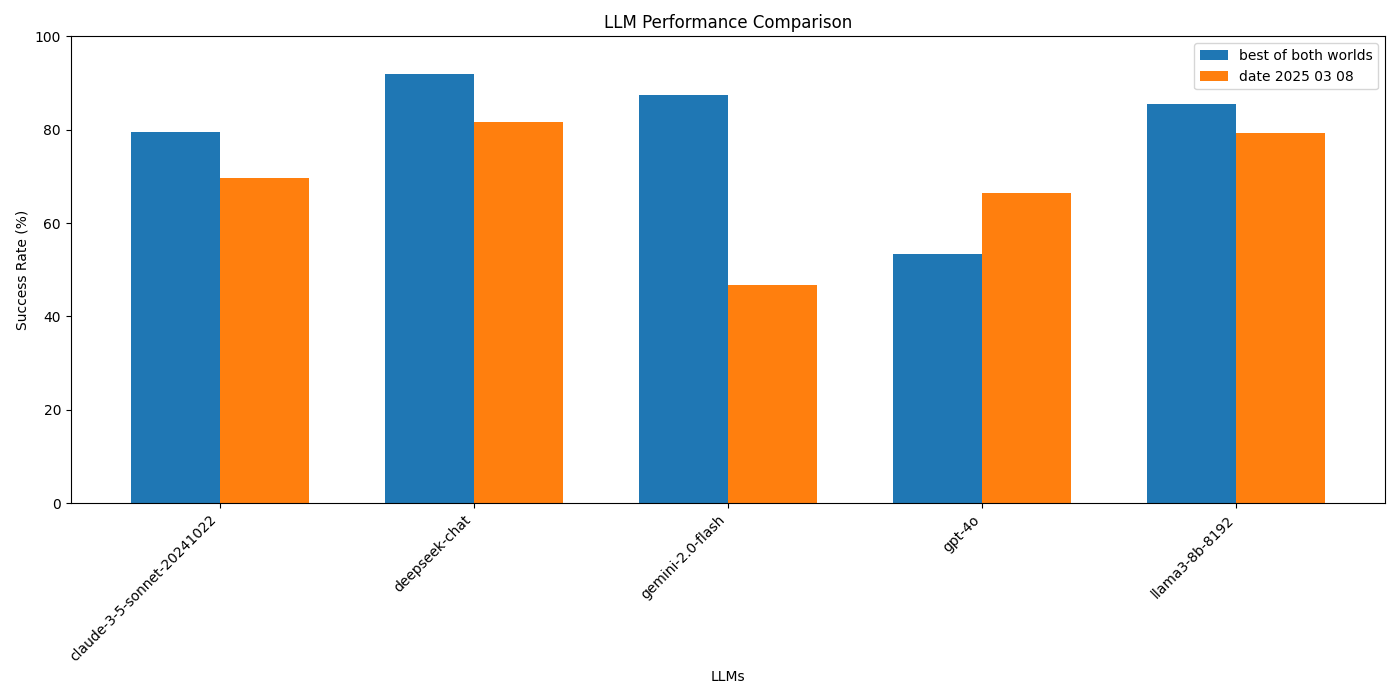 LLM Performance Comparison
best of both worlds
date 2025 03 08
Success Rate (%)
100
80
60
40
20
0
claude-3-5-sonnet-20241022
deepseek-chat
gemini-2.0-flash
gpt-4o
llama3-8b-8192
LLMs